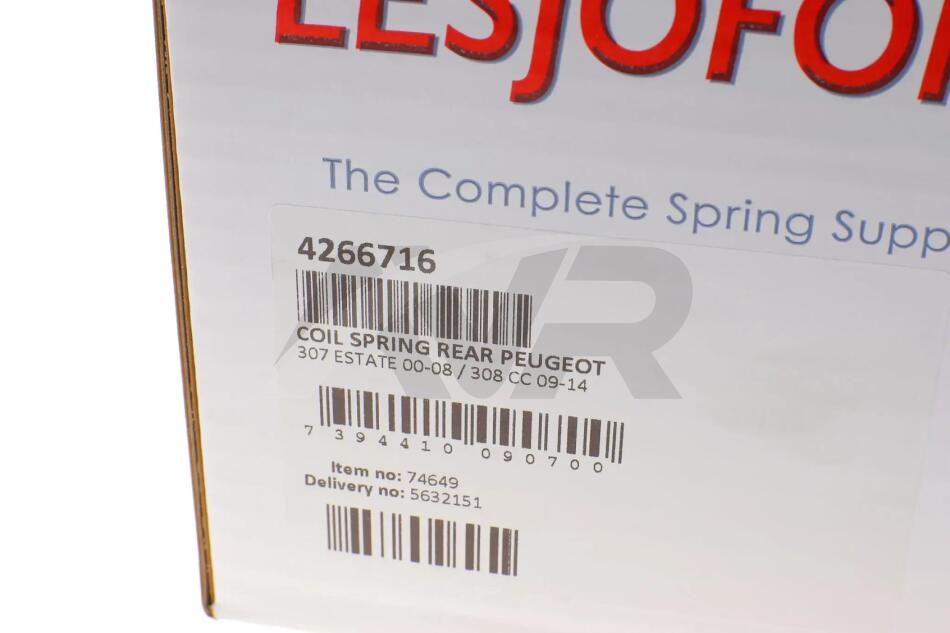 LESJÖFOR
The Complete Spring Supp
4266716
COIL SPRING REAR PEUGEOT
307 ESTATE 00-08 / 308 CC 09-14
7 394410 090700
Item no: 74649
Delivery no: 5632151